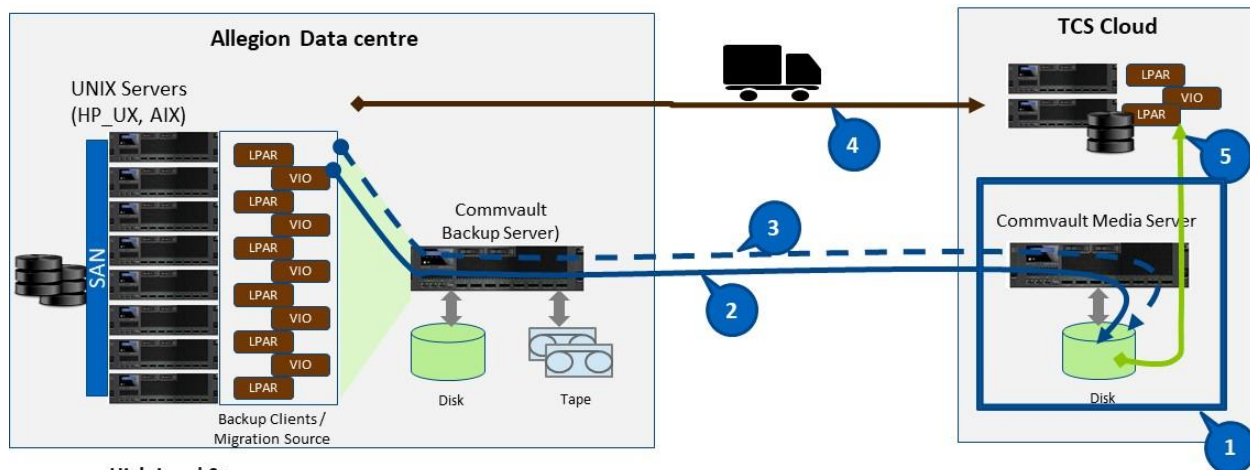 Allegion Data centre
UNIX Servers
(HP_UX, AIX)
SAN
LPAR
VIO
LPAR
VIO
LPAR
VIO
LPAR
VIO
LPAR
VIO
LPAR
Backup Clients /
Migration Source
Commvault
Backup Server)
Disk
Tape
4
3
2
TCS Cloud
LPAR
VIO
LPAR
5
Commvault Media Server
Disk
1